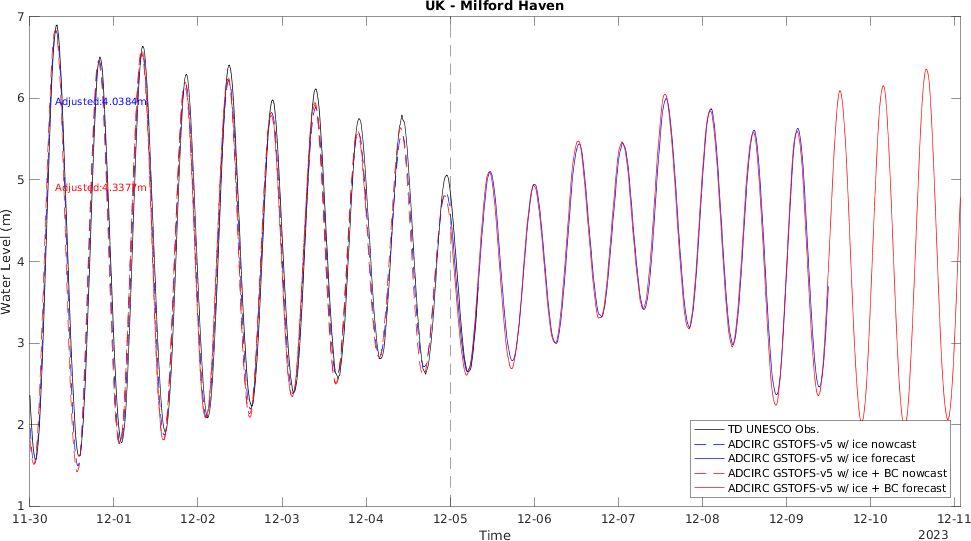 UK - Milford Haven
7
6
5
4
3
2
1
Water Level (m)
Adjusted:4.0384m
Adjusted:4.3377m
TD UNESCO Obs.
ADCIRC GSTOFS-v5 w/ ice nowcast
ADCIRC GSTOFS-v5 w/ ice forecast
ADCIRC GSTOFS-v5 w/ ice + BC nowcast
ADCIRC GSTOFS-v5 w/ ice + BC forecast
11-30 12-01 12-02 12-03 12-04 12-05 12-06 12-07 12-08 12-09 12-10 12-11
Time
2023